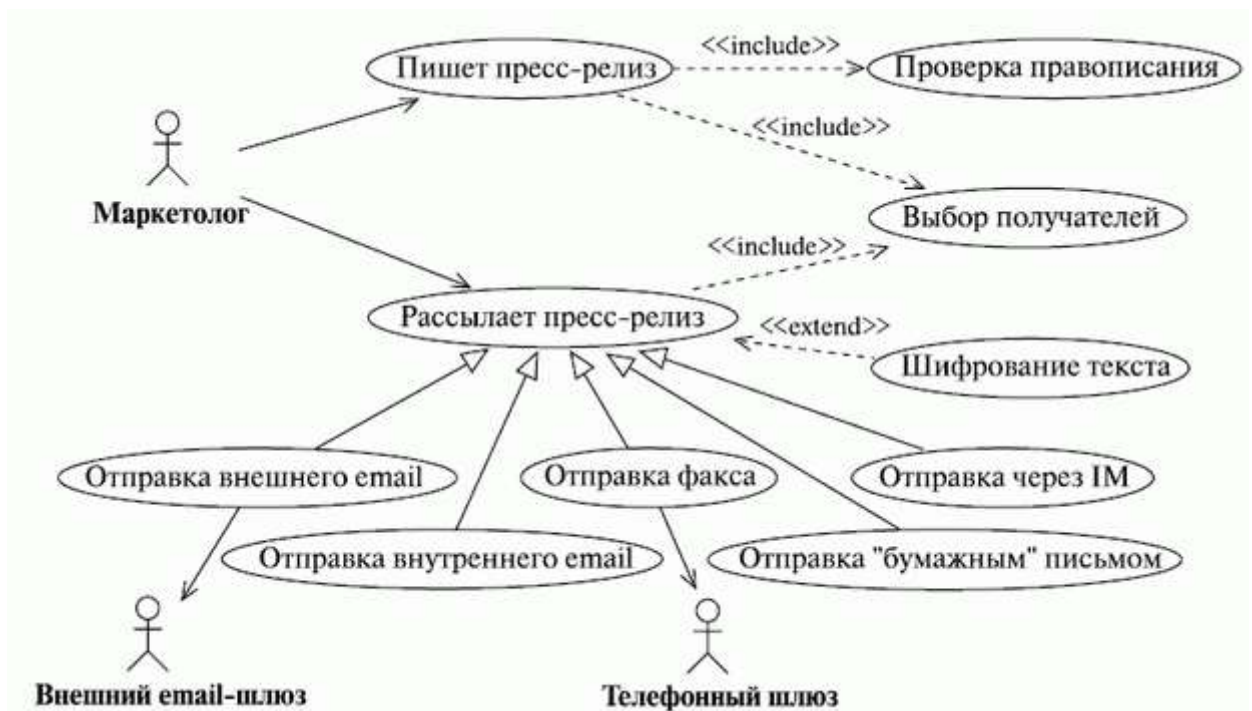 <<include>>
Пишет пресс-релиз
Проверка правописания
<<include>>
Маркетолог
Выбор получателей
<<include>>
Рассылает пресс-релиз
<<extend>>
Шифрование текста
Отправка внешнего email
Отправка факса
Отправка через IM
Отправка внутреннего email
Отправка "бумажным" письмом
Внешний email-шлюз
Телефонный шлюз